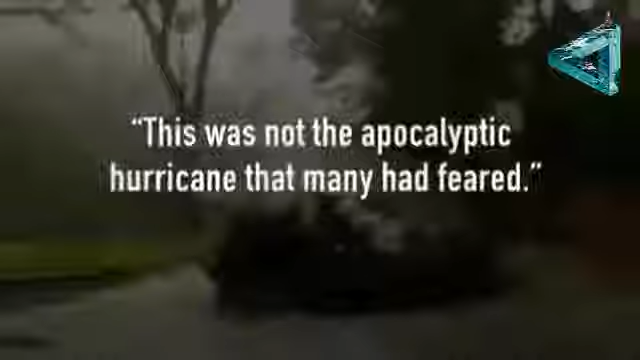 “This was not the apocalyptic
hurricane that many had feared.”